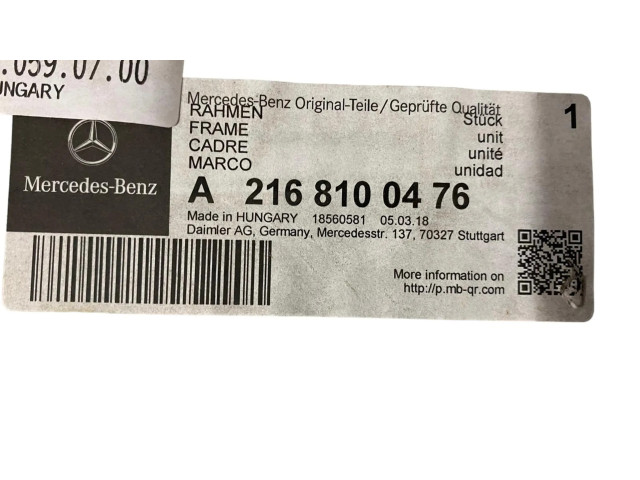 .059.07.00
HUNGARY
Mercedes-Benz
Mercedes-Benz Original-Teile/Geprüfte Qualität
RAHMEN Stück
FRAME unit
CADRE unité
MARCO unidad
1
A 216 810 04 76
Made in HUNGARY 18560581 05.03.18
Daimler AG, Germany, Mercedesstr. 137, 70327 Stuttgart
More information on
http://p.mb-qr.com